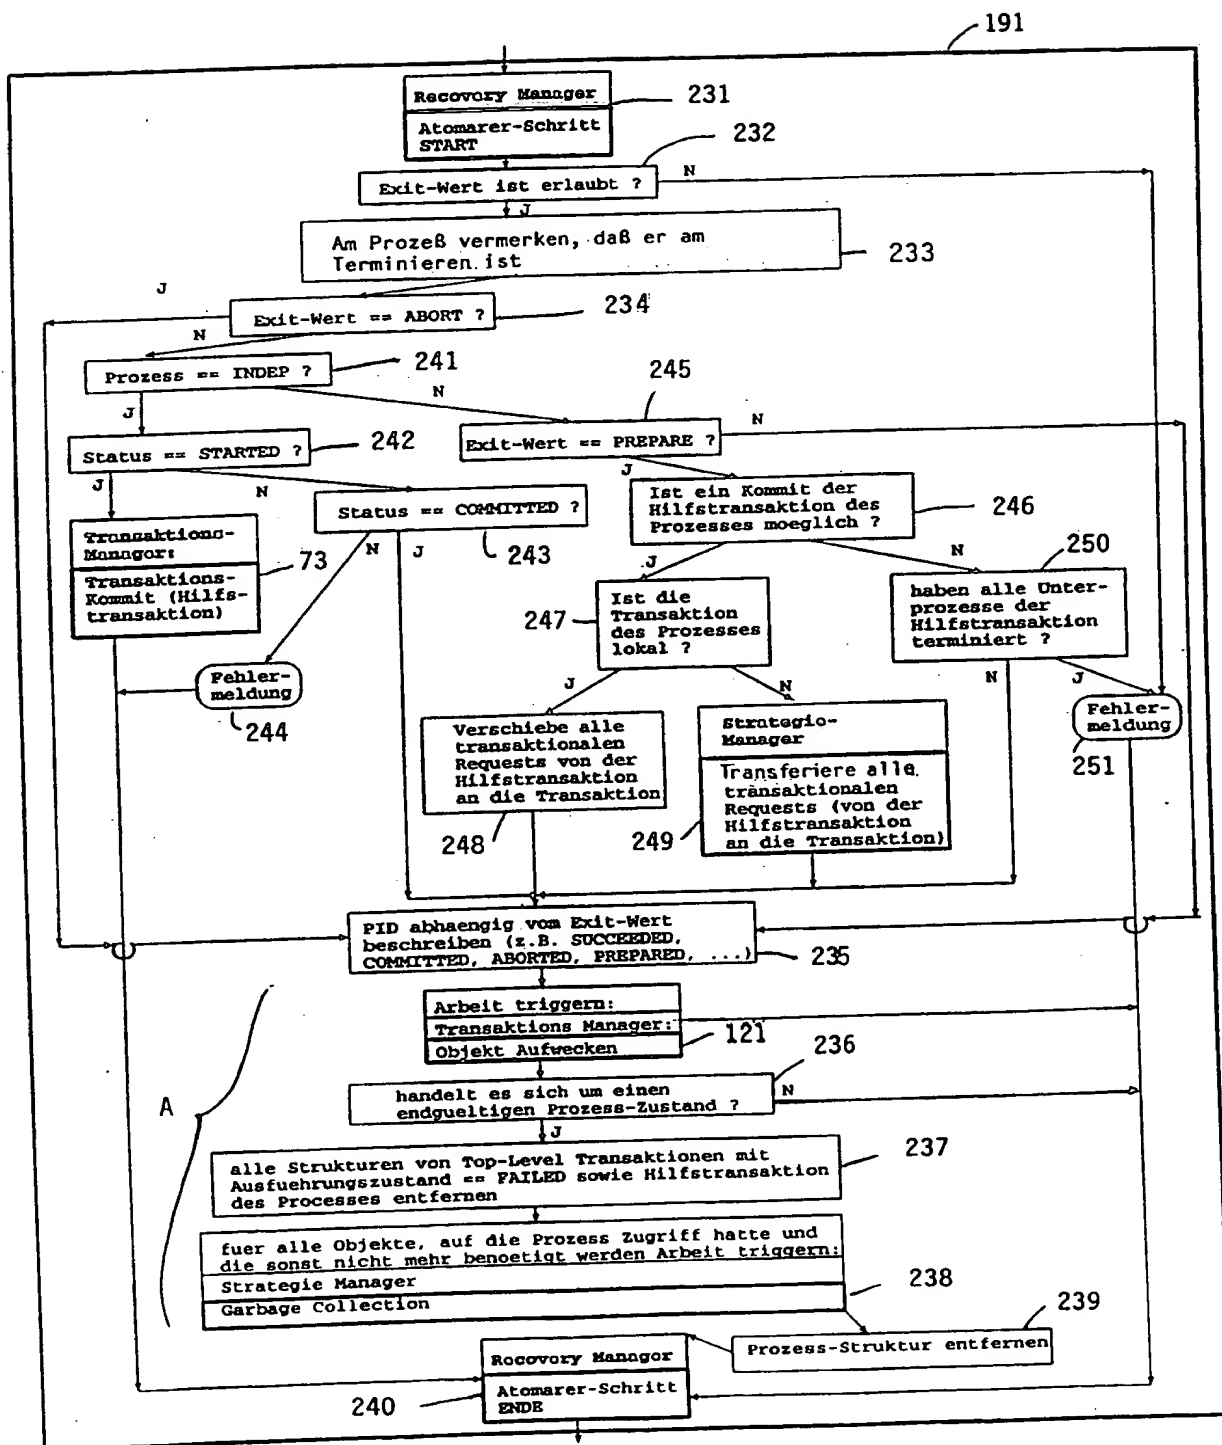 191
Recovory Manager
231
Atomarer-Schritt
START
232
Exit-Wert ist erlaubt ?
N
J
Am Prozeß vermerken, daß er am
Terminieren ist
233
J
Exit-Wert == ABORT ?
234
N
Prozess == INDEP ?
241
245
J
N
N
Status == STARTED ?
242
Exit-Wert == PREPARE ?
J
N
J
Status == COMMITTED ?
243
Ist ein Kommit der
Hilfstransaktion des
Prozesses moeglich ?
246
Transaktions-
Managor:
Transaktions-
Kommit (Hilfs-
transaktion)
73
N
J
J
N
250
247
Ist die
Transaktion
des Prozesses
lokal ?
haben alle Unter-
prozesse der
Hilfstransaktion
terminiert ?
Fehler-
meldung
244
J
N
N
J
Verschiebe alle
transaktionalen
Requests von der
Hilfstransaktion
an die Transaktion
248
Strategio-
Manager
Transferiere alle
transaktionalen
Requests (von der
Hilfstransaktion
an die Transaktion)
249
Fehler-
meldung
251
PID abhaengig vom Exit-Wert
beschreiben (z.B. SUCCEEDED,
COMMITTED, ABORTED, PREPARED, ...)
235
Arbeit triggern:
Transaktions Manager:
Objekt Aufwecken
121
236
A
handelt es sich um einen
endgueltigen Prozess-Zustand ?
N
J
237
alle Strukturen von Top-Level Transaktionen mit
Ausfuehrungszustand == FAILED sowie Hilfstransaktion
des Processes entfernen
fuer alle Objekte, auf die Prozess Zugriff hatte und
die sonst nicht mehr benoetigt werden Arbeit triggern:
Strategie Manager
Garbage Collection
238
239
Prozess-Struktur entfernen
Rocovory Managor
Atomarer-Schritt
ENDE
240